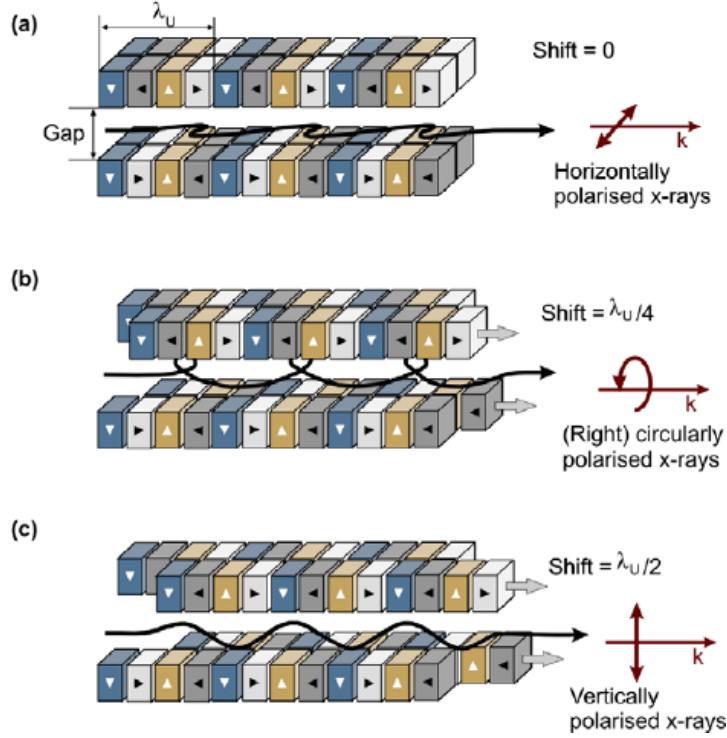 (a)
λU
Shift = 0
Gap
k
Horizontally
polarised x-rays
(b)
Shift = λU/4
k
(Right) circularly
polarised x-rays
(c)
Shift = λU/2
k
Vertically
polarised x-rays